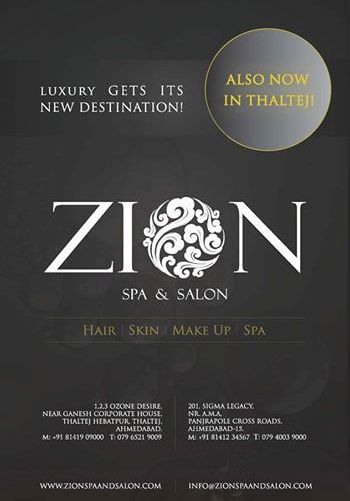 LUXURY GETS ITS
NEW DESTINATION!
ALSO NOW
IN THALTEJ!
ZION
SPA & SALON
HAIR | SKIN | MAKE UP | SPA
1,2,3 OZONE DESIRE,
NEAR GANESH CORPORATE HOUSE,
THALTEJ HEBATPUR, THALTEJ,
AHMEDABAD.
M: +91 81419 09000 T: 079 6521 9009
201, SIGMA LEGACY,
NR. A.M.A,
PANJRAPOLE CROSS ROADS,
AHMEDABAD-15.
M: +91 81412 34567 T: 079 4003 9000
WWW.ZIONSPAANDSALON.COM
INFO@ZIONSPAANDSALON.COM